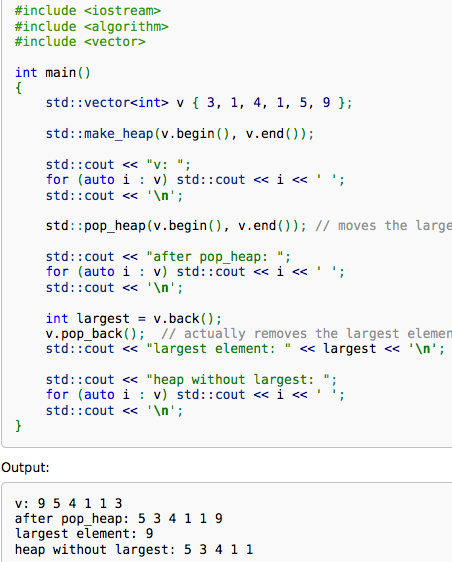 #include <iostream>
#include <algorithm>
#include <vector>
int main()
{
std::vector<int> v { 3, 1, 4, 1, 5, 9 };
std::make_heap(v.begin(), v.end());
std::cout << "v: ";
for (auto i : v) std::cout << i << ' ';
std::cout << '\n';
std::pop_heap(v.begin(), v.end()); // moves the large
std::cout << "after pop_heap: ";
for (auto i : v) std::cout << i << ' ';
std::cout << '\n';
int largest = v.back();
v.pop_back();  // actually removes the largest elemen
std::cout << "largest element: " << largest << '\n';
std::cout << "heap without largest: ";
for (auto i : v) std::cout << i << ' ';
std::cout << '\n';
}
Output:
v: 9 5 4 1 1 3
after pop_heap: 5 3 4 1 1 9
largest element: 9
heap without largest: 5 3 4 1 1